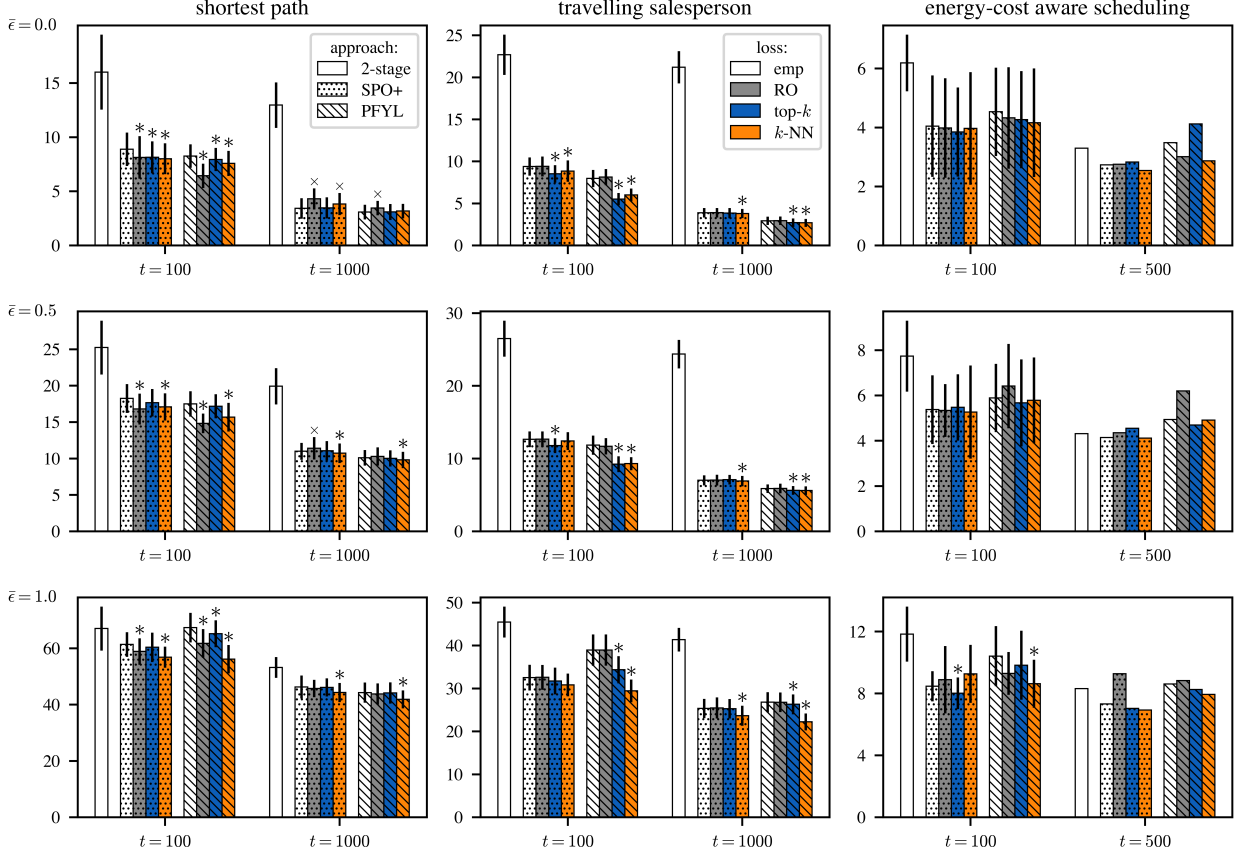 shortest path
travelling salesperson
energy-cost aware scheduling
ε̄ = 0.0
15
10
5
0
approach:
2-stage
SPO+
PFYL
* * * * * *
× × ×
t = 100
t = 1000
25
20
15
10
5
0
loss:
emp
RO
top-k
k-NN
* * * * * * *
t = 100
t = 1000
6
4
2
0
t = 100
t = 500
ε̄ = 0.5
30
25
20
15
10
5
0
* * * * × * *
t = 100
t = 1000
30
20
10
0
* * * * * *
t = 100
t = 1000
8
6
4
2
0
t = 100
t = 500
ε̄ = 1.0
60
40
20
0
* * * * * * *
t = 100
t = 1000
50
40
30
20
10
0
* * * * *
t = 100
t = 1000
12
8
4
0
* *
t = 100
t = 500